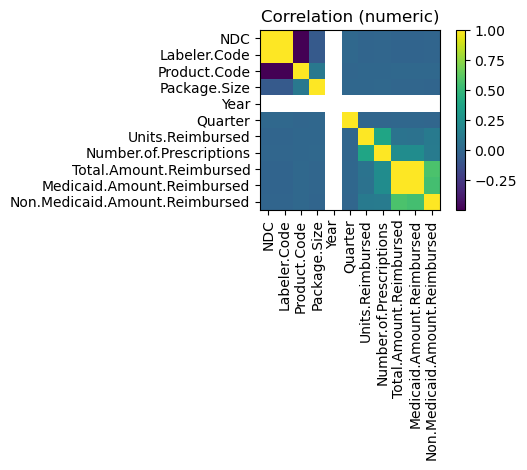 Correlation (numeric)
NDC
Labeler.Code
Product.Code
Package.Size
Year
Quarter
Units.Reimbursed
Number.of.Prescriptions
Total.Amount.Reimbursed
Medicaid.Amount.Reimbursed
Non.Medicaid.Amount.Reimbursed
NDC
Labeler.Code
Product.Code
Package.Size
Year
Quarter
Units.Reimbursed
Number.of.Prescriptions
Total.Amount.Reimbursed
Medicaid.Amount.Reimbursed
Non.Medicaid.Amount.Reimbursed
1.00
0.75
0.50
0.25
0.00
−0.25